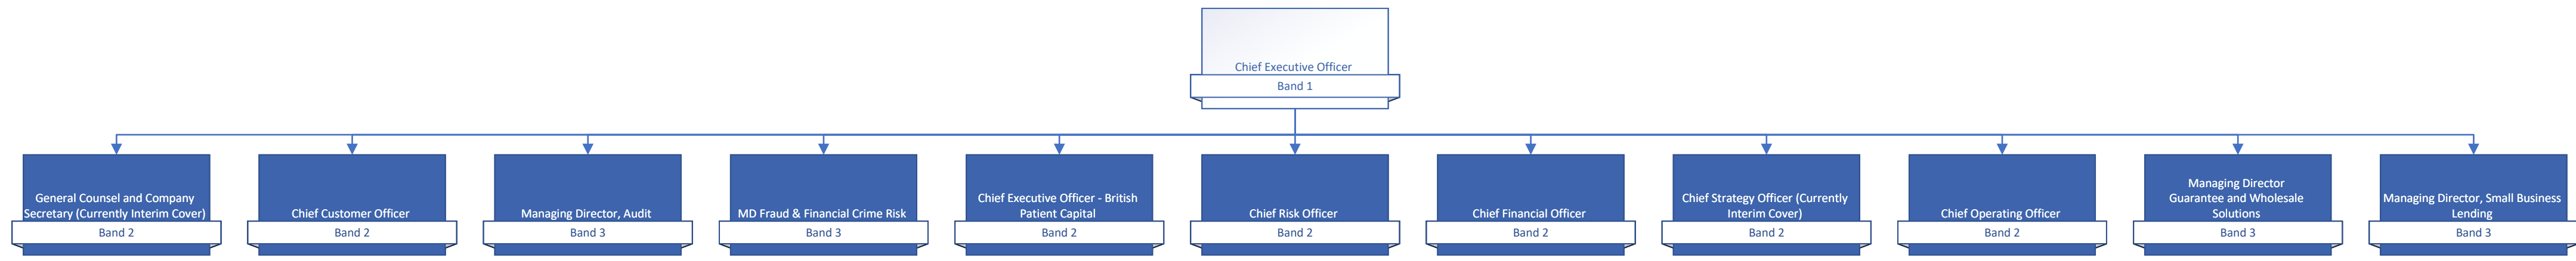 Chief Executive Officer
Band 1
General Counsel and Company
Secretary (Currently Interim Cover)
Band 2
Chief Customer Officer
Band 2
Managing Director, Audit
Band 3
MD Fraud & Financial Crime Risk
Band 3
Chief Executive Officer - British
Patient Capital
Band 2
Chief Risk Officer
Band 2
Chief Financial Officer
Band 2
Chief Strategy Officer (Currently
Interim Cover)
Band 2
Chief Operating Officer
Band 2
Managing Director
Guarantee and Wholesale
Solutions
Band 3
Managing Director, Small Business
Lending
Band 3